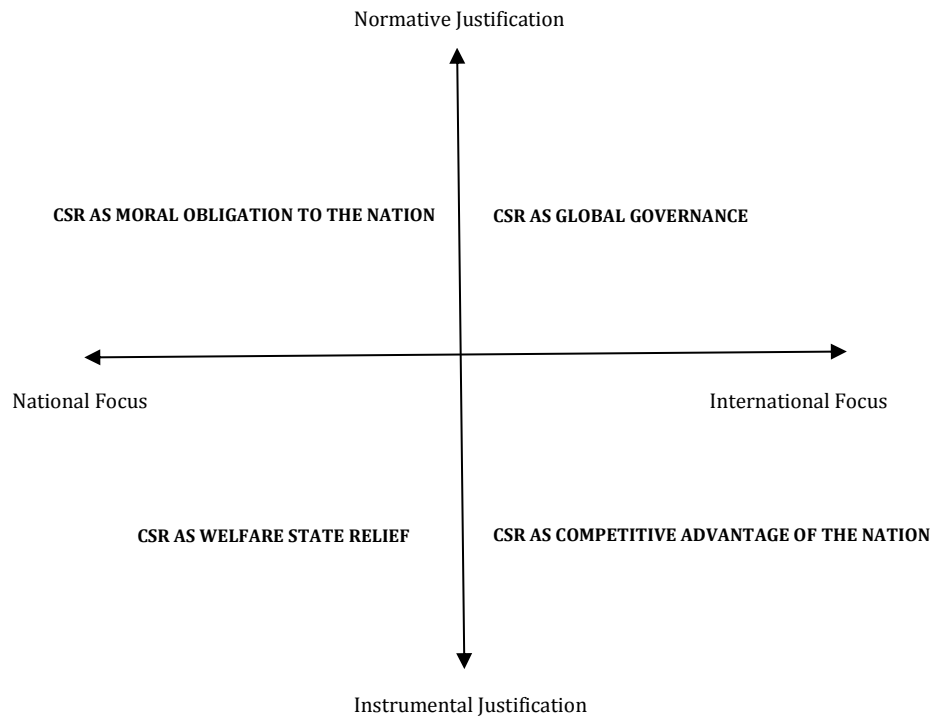 Normative Justification
CSR AS MORAL OBLIGATION TO THE NATION
CSR AS GLOBAL GOVERNANCE
National Focus
International Focus
CSR AS WELFARE STATE RELIEF
CSR AS COMPETITIVE ADVANTAGE OF THE NATION
Instrumental Justification